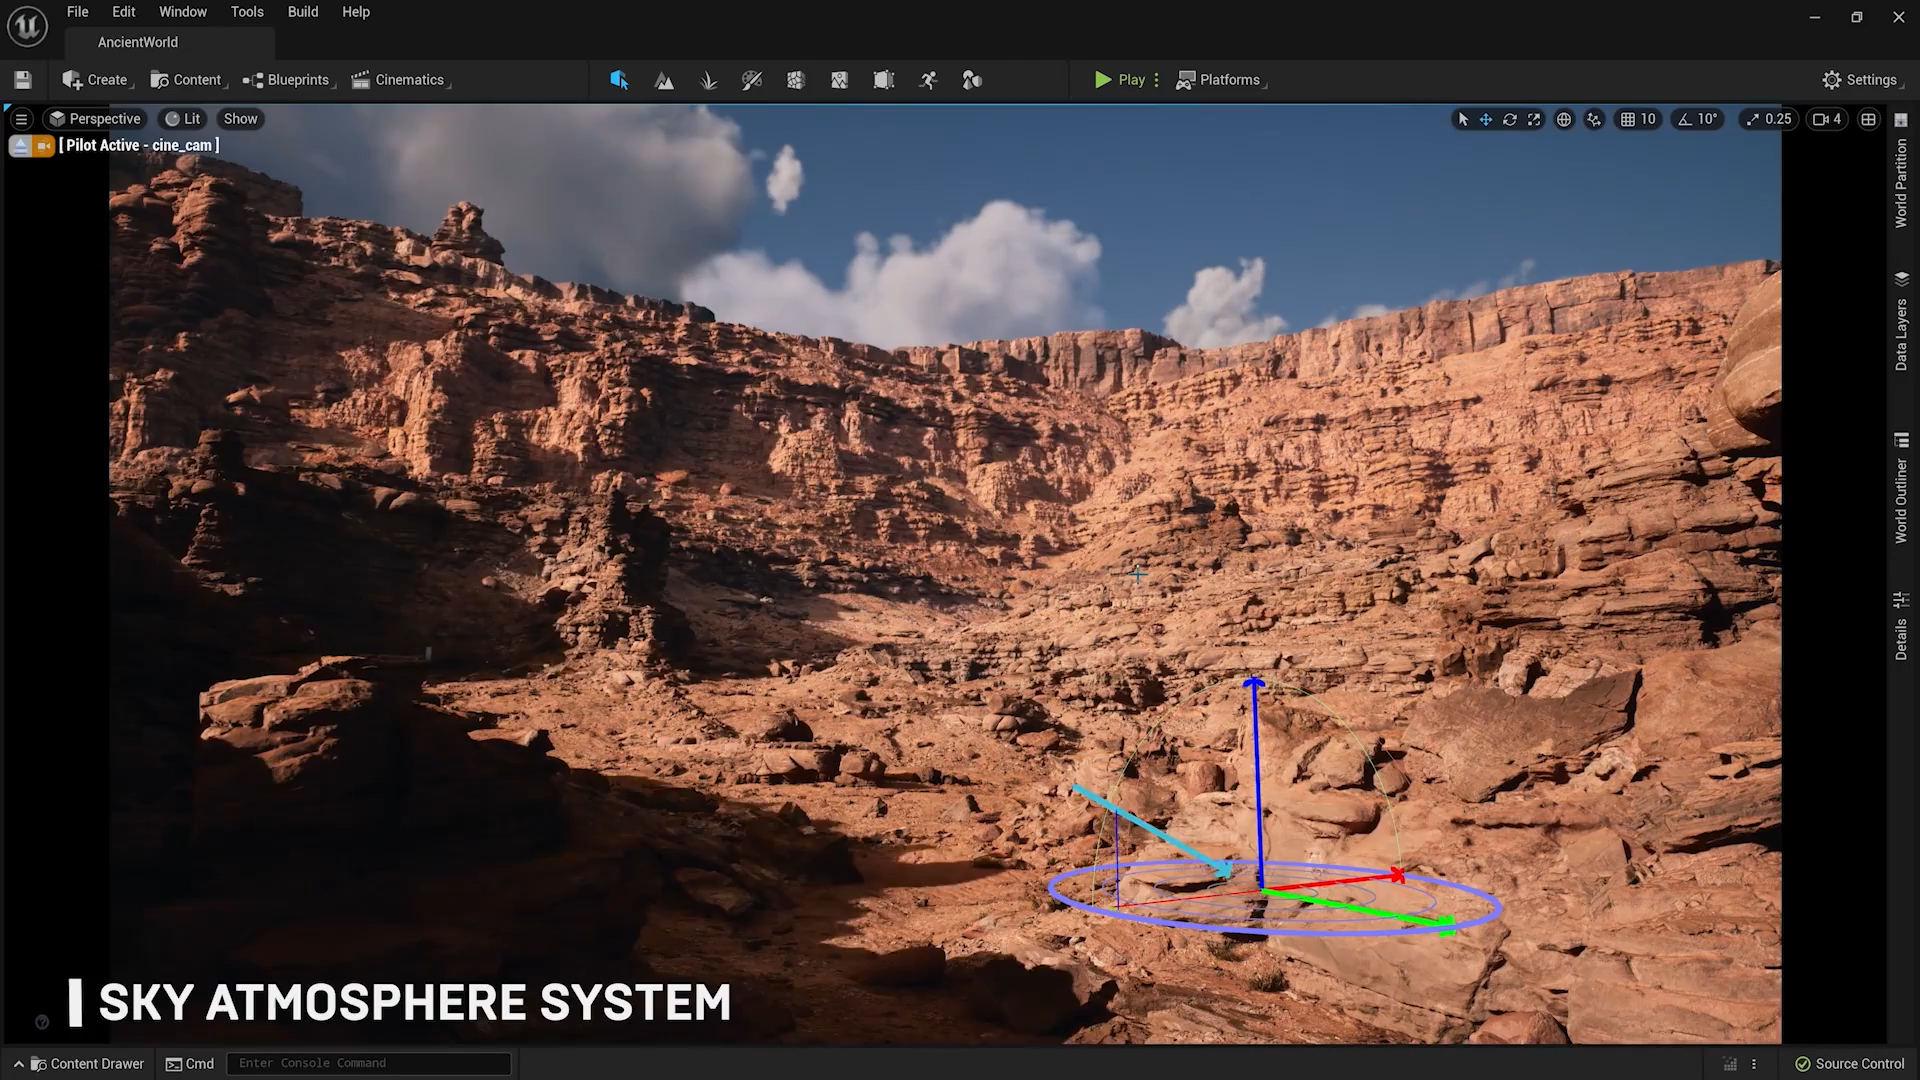 File Edit Window Tools Build Help
AncientWorld
Create Content Blueprints Cinematics Play Platforms Settings
Perspective Lit Show 10 10° 0.25 4
[ Pilot Active - cine_cam ]
World Partition
Data Layers
World Outliner
Details
SKY ATMOSPHERE SYSTEM
Content Drawer Cmd Enter Console Command Source Control